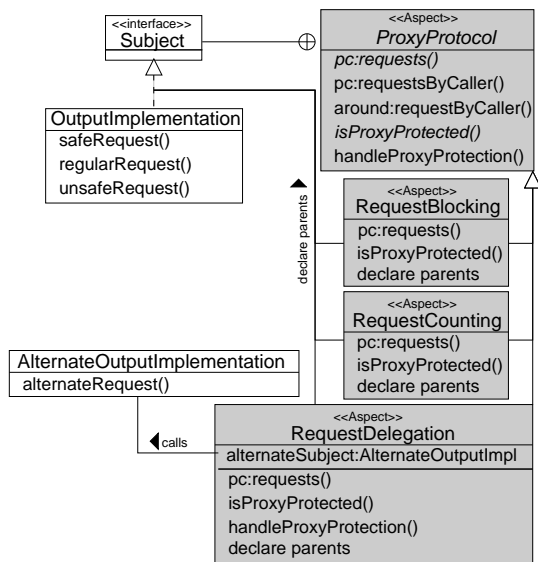 <<interface>>
Subject
<<Aspect>>
ProxyProtocol
pc:requests()
pc:requestsByCaller()
around:requestByCaller()
isProxyProtected()
handleProxyProtection()
OutputImplementation
safeRequest()
regularRequest()
unsafeRequest()
declare parents
<<Aspect>>
RequestBlocking
pc:requests()
isProxyProtected()
declare parents
<<Aspect>>
RequestCounting
pc:requests()
isProxyProtected()
declare parents
AlternateOutputImplementation
alternateRequest()
calls
<<Aspect>>
RequestDelegation
alternateSubject:AlternateOutputImpl
pc:requests()
isProxyProtected()
handleProxyProtection()
declare parents